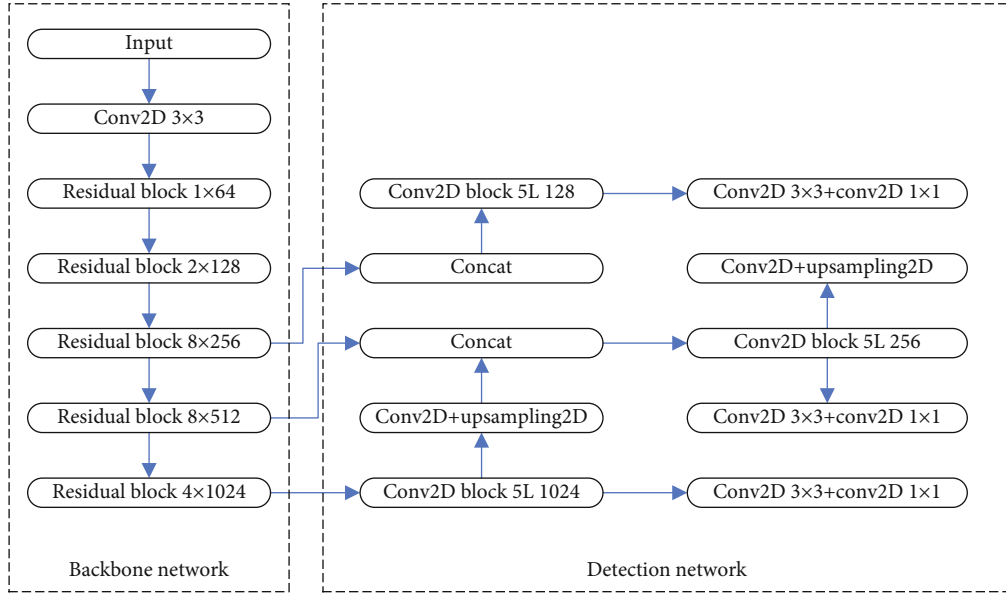 Input
Conv2D 3×3
Residual block 1×64
Residual block 2×128
Residual block 8×256
Residual block 8×512
Residual block 4×1024
Backbone network
Conv2D block 5L 128
Conv2D 3×3+conv2D 1×1
Concat
Conv2D+upsampling2D
Concat
Conv2D block 5L 256
Conv2D+upsampling2D
Conv2D 3×3+conv2D 1×1
Conv2D block 5L 1024
Conv2D 3×3+conv2D 1×1
Detection network